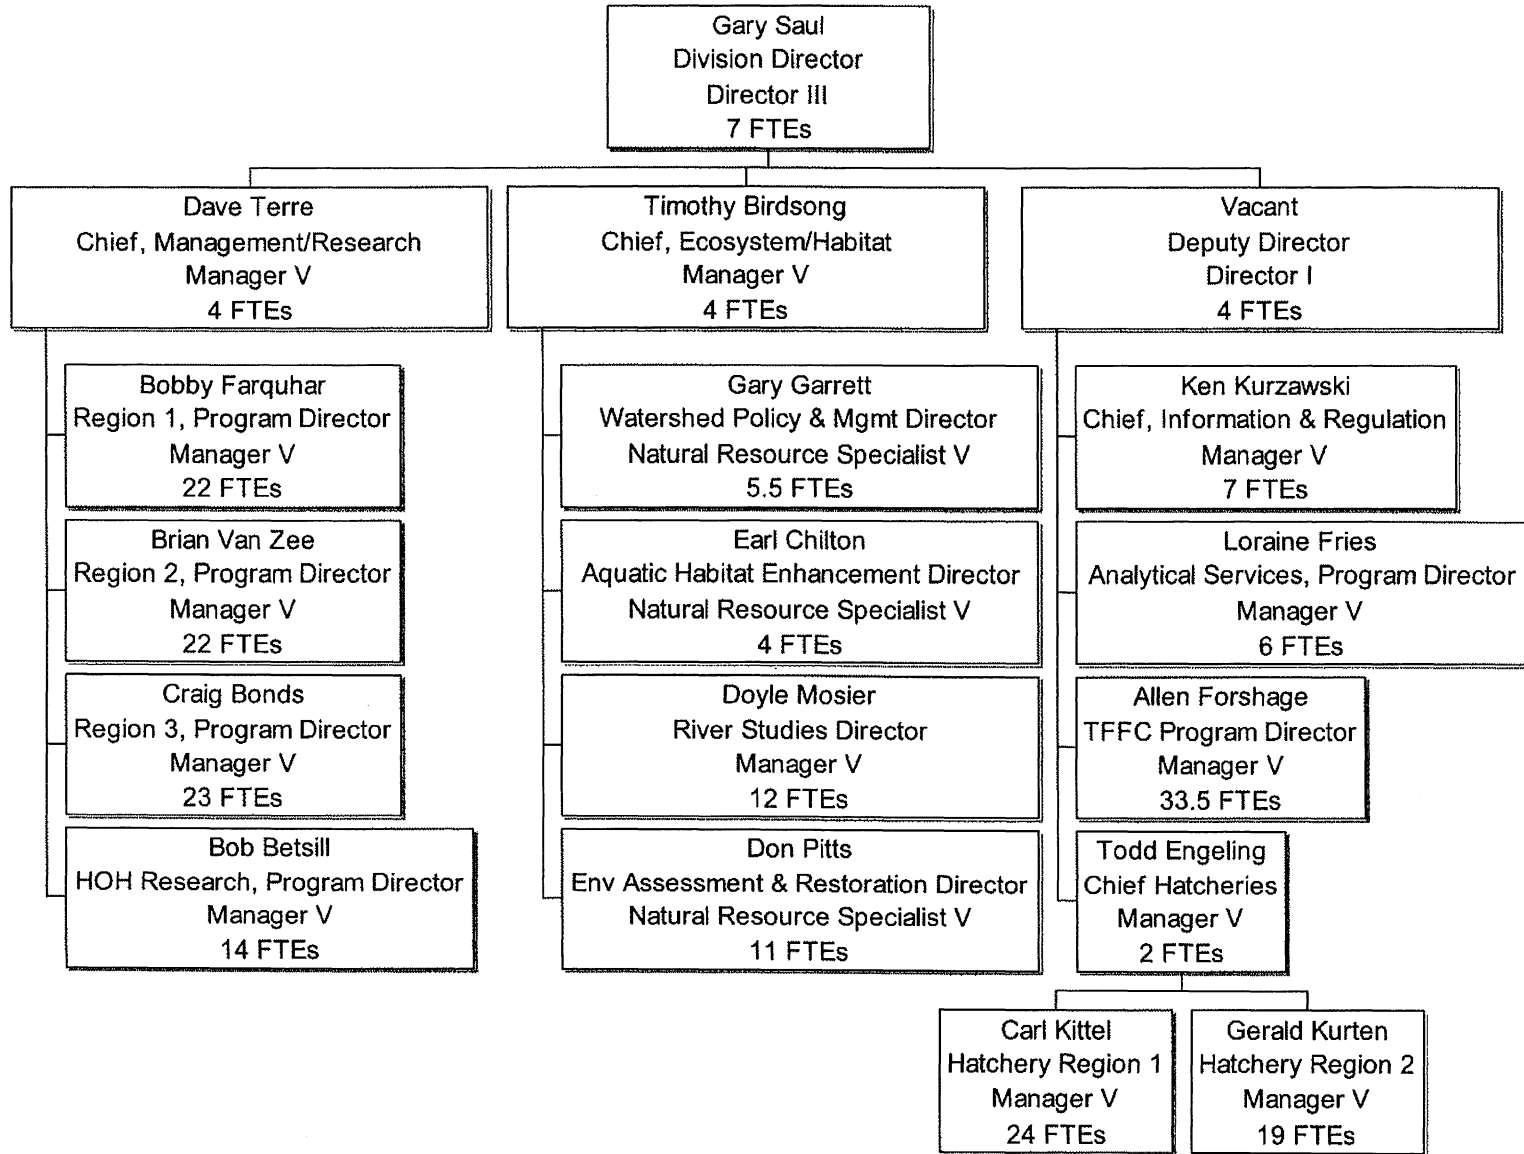 Gary Saul
Division Director
Director III
7 FTEs
Dave Terre
Chief, Management/Research
Manager V
4 FTEs
Timothy Birdsong
Chief, Ecosystem/Habitat
Manager V
4 FTEs
Vacant
Deputy Director
Director I
4 FTEs
Bobby Farquhar
Region 1, Program Director
Manager V
22 FTEs
Brian Van Zee
Region 2, Program Director
Manager V
22 FTEs
Craig Bonds
Region 3, Program Director
Manager V
23 FTEs
Bob Betsill
HOH Research, Program Director
Manager V
14 FTEs
Gary Garrett
Watershed Policy & Mgmt Director
Natural Resource Specialist V
5.5 FTEs
Earl Chilton
Aquatic Habitat Enhancement Director
Natural Resource Specialist V
4 FTEs
Doyle Mosier
River Studies Director
Manager V
12 FTEs
Don Pitts
Env Assessment & Restoration Director
Natural Resource Specialist V
11 FTEs
Ken Kurzawski
Chief, Information & Regulation
Manager V
7 FTEs
Loraine Fries
Analytical Services, Program Director
Manager V
6 FTEs
Allen Forshage
TFFC Program Director
Manager V
33.5 FTEs
Todd Engeling
Chief Hatcheries
Manager V
2 FTEs
Carl Kittel
Hatchery Region 1
Manager V
24 FTEs
Gerald Kurten
Hatchery Region 2
Manager V
19 FTEs